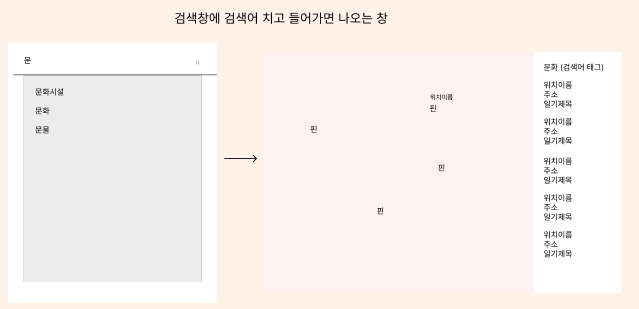 검색창에 검색어 치고 들어가면 나오는 창
문
문화시설
문화
문물
위치이름
핀
핀
핀
핀
문화 (검색어 태그)
위치이름
주소
일기제목
위치이름
주소
일기제목
위치이름
주소
일기제목
위치이름
주소
일기제목
위치이름
주소
일기제목